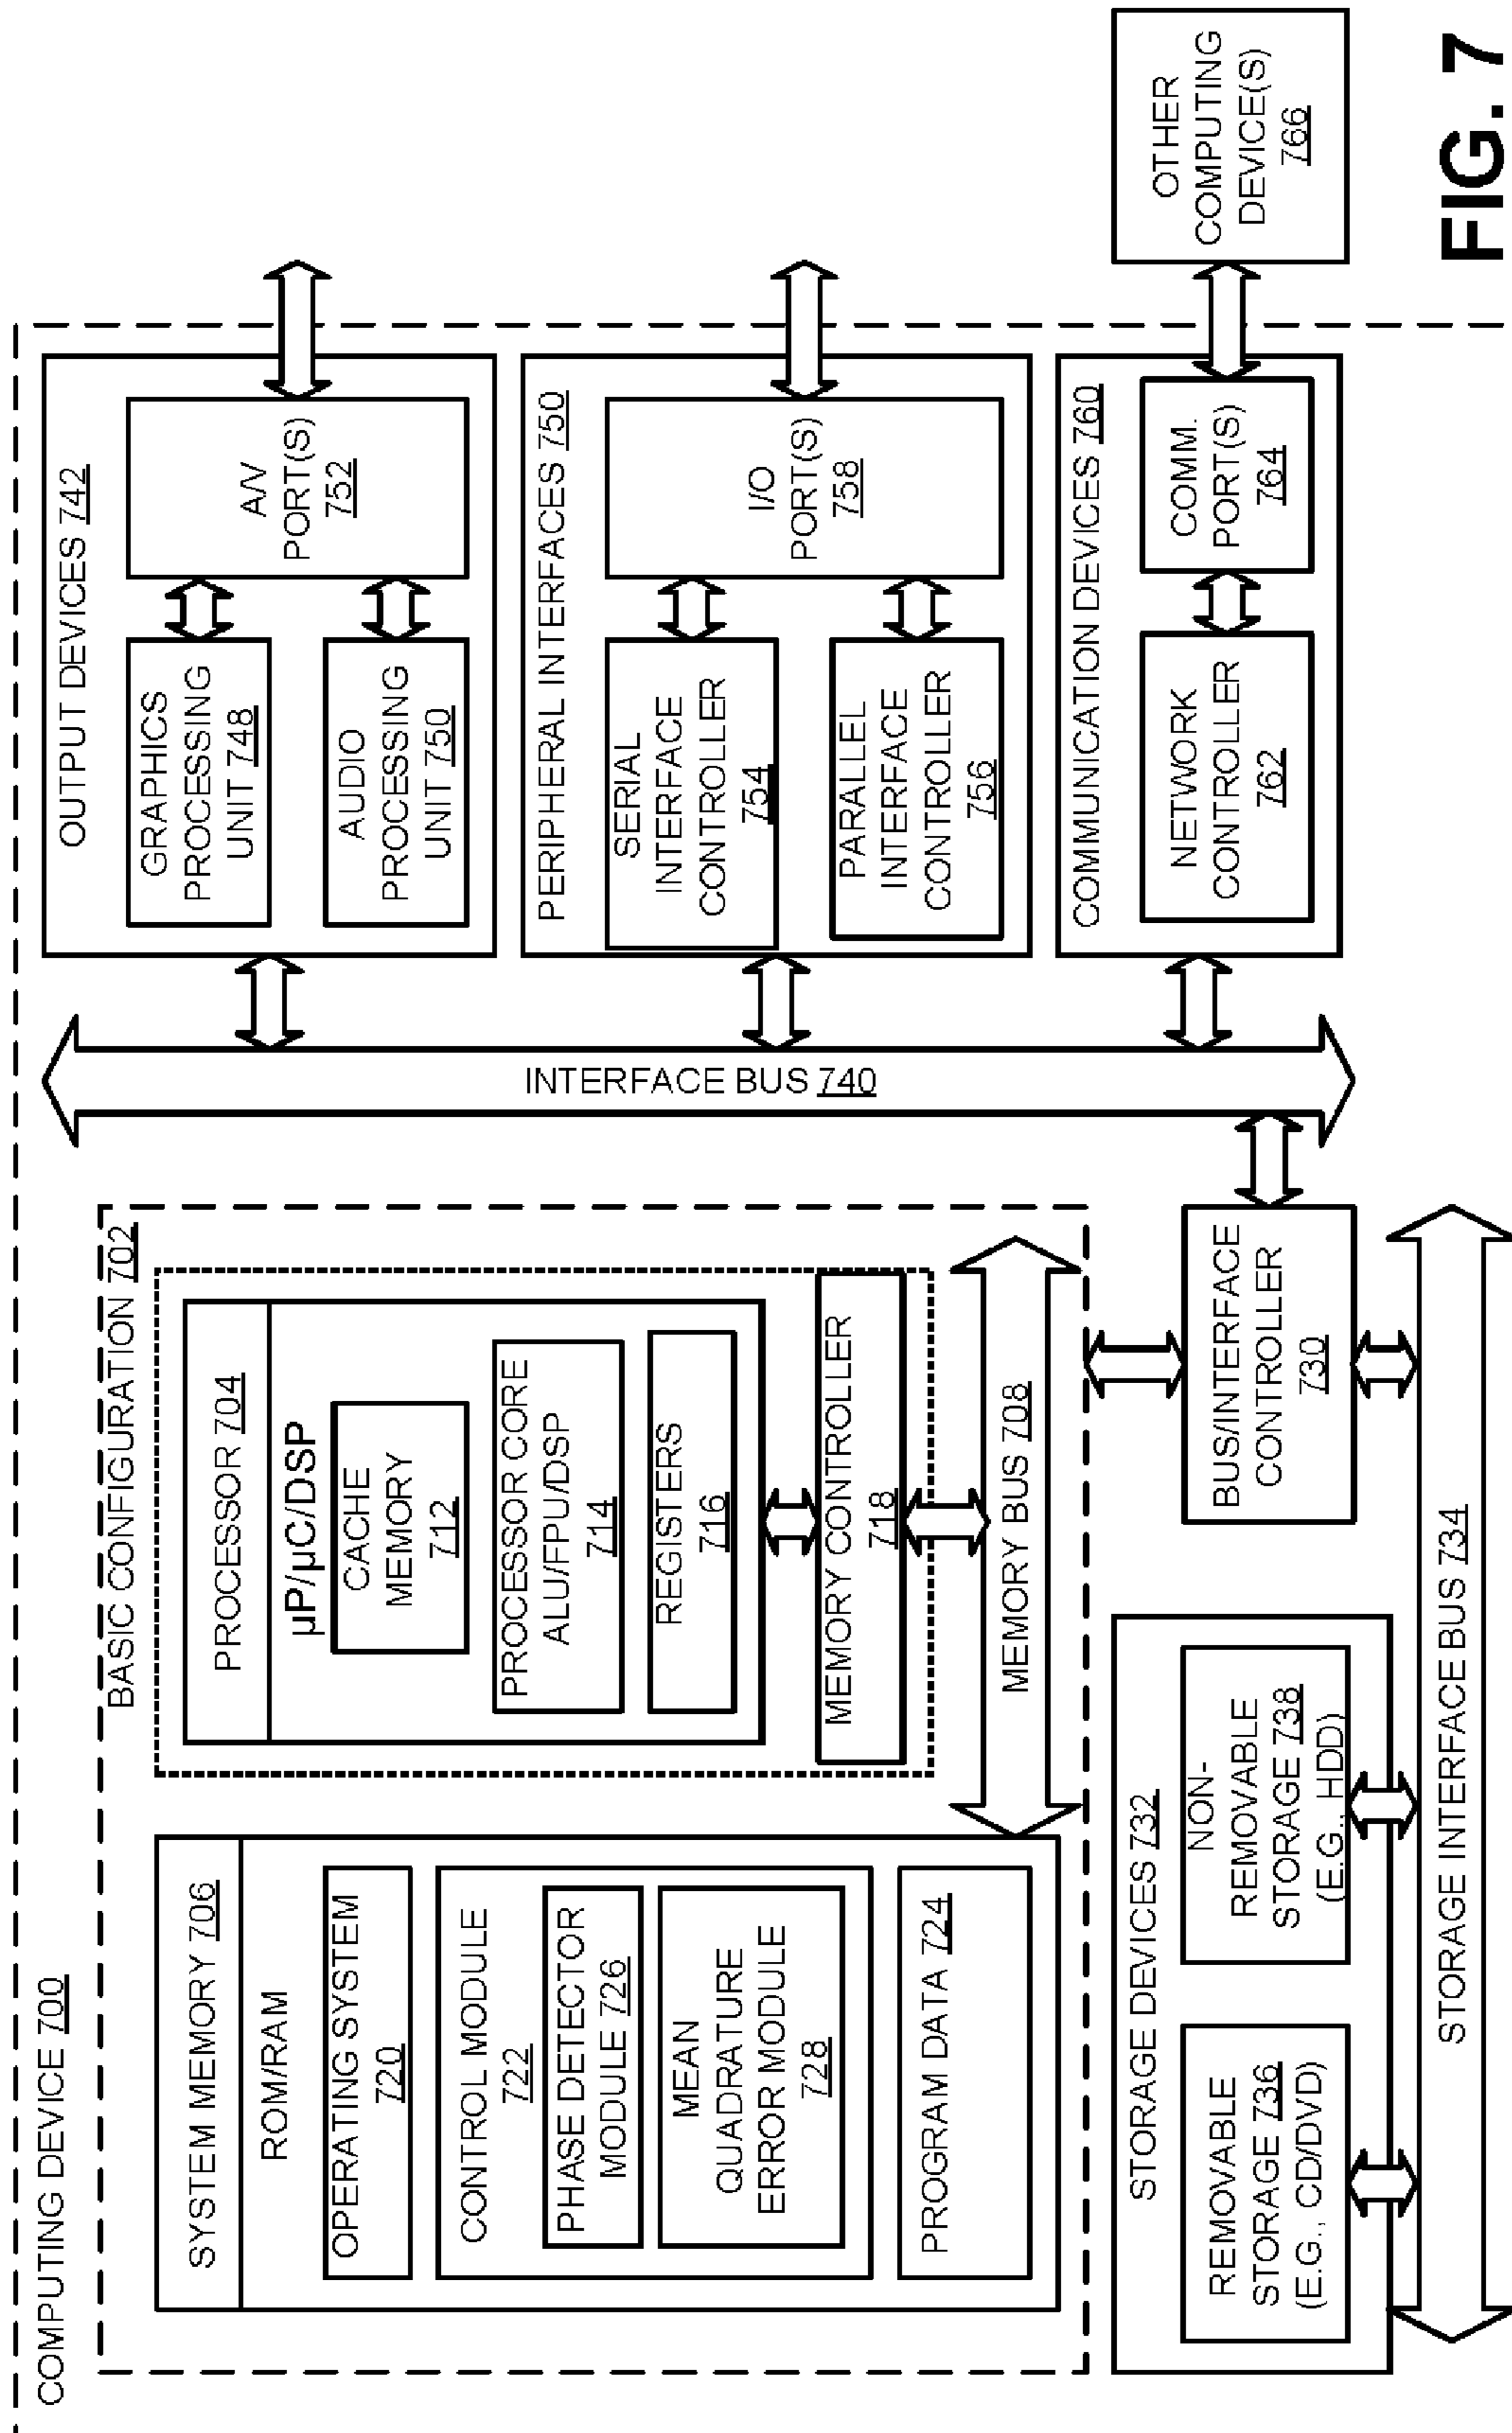 COMPUTING DEVICE 700
BASIC CONFIGURATION 702
SYSTEM MEMORY 706
ROM/RAM
OPERATING SYSTEM
720
CONTROL MODULE
722
PHASE DETECTOR
MODULE 726
MEAN
QUADRATURE
ERROR MODULE
728
PROGRAM DATA 724
PROCESSOR 704
µP/µC/DSP
CACHE
MEMORY
712
PROCESSOR CORE
ALU/FPU/DSP
714
REGISTERS
716
MEMORY CONTROLLER
718
MEMORY BUS 708
STORAGE DEVICES 732
REMOVABLE
STORAGE 736
(E.G., CD/DVD)
NON-
REMOVABLE
STORAGE 738
(E.G., HDD)
BUS/INTERFACE
CONTROLLER
730
STORAGE INTERFACE BUS 734
INTERFACE BUS 740
OUTPUT DEVICES 742
GRAPHICS
PROCESSING
UNIT 748
AUDIO
PROCESSING
UNIT 750
A/V
PORT(S)
752
PERIPHERAL INTERFACES 750
SERIAL
INTERFACE
CONTROLLER
754
PARALLEL
INTERFACE
CONTROLLER
756
I/O
PORT(S)
758
COMMUNICATION DEVICES 760
NETWORK
CONTROLLER
762
COMM.
PORT(S)
764
OTHER
COMPUTING
DEVICE(S)
766
FIG. 7